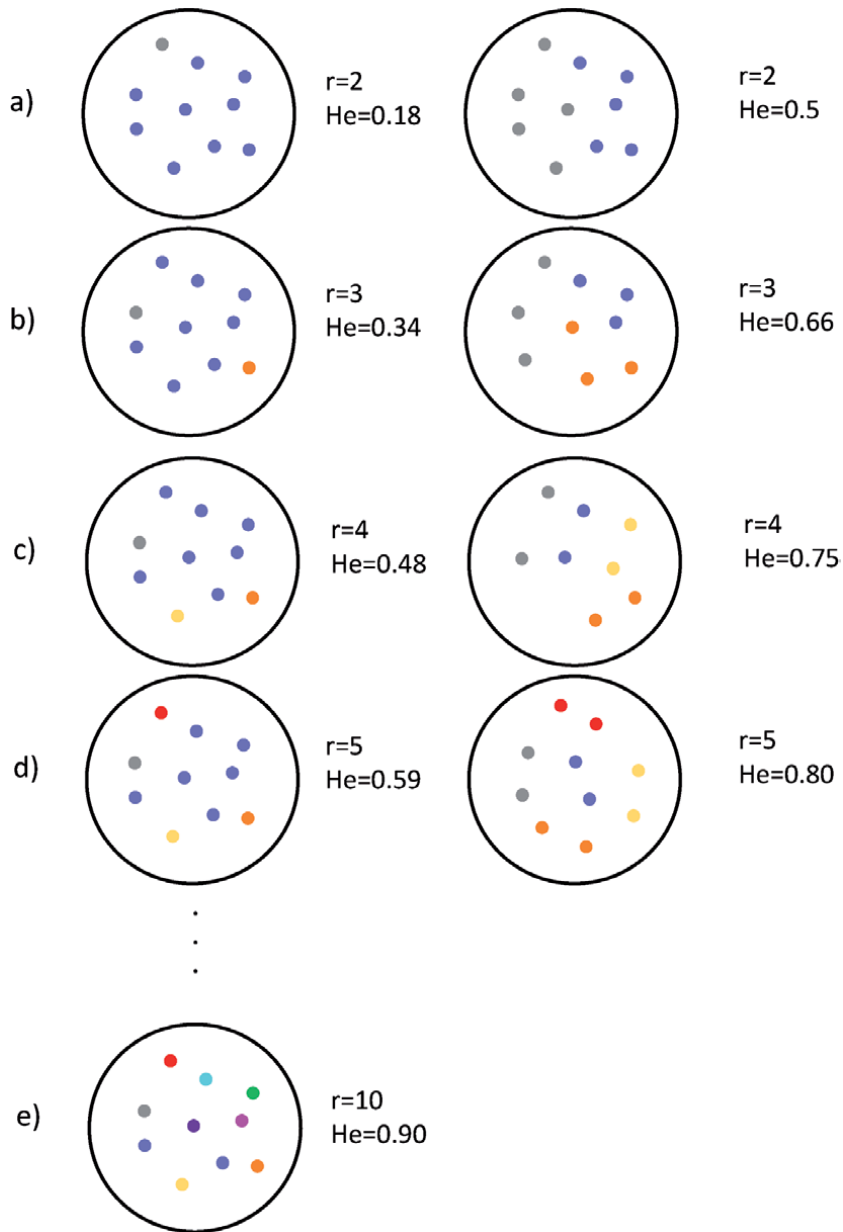 a)
r=2
He=0.18
r=2
He=0.5
b)
r=3
He=0.34
r=3
He=0.66
c)
r=4
He=0.48
r=4
He=0.75
d)
r=5
He=0.59
r=5
He=0.80
e)
r=10
He=0.90